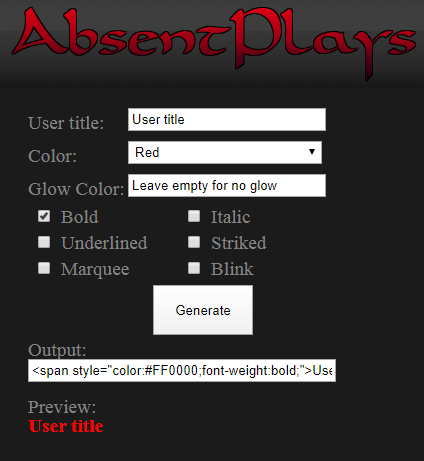 AbsentPlays
User title: User title
Color: Red
Glow Color: Leave empty for no glow
Bold Italic
Underlined Striked
Marquee Blink
Generate
Output:
<span style="color:#FF0000;font-weight:bold;">Use
Preview:
User title